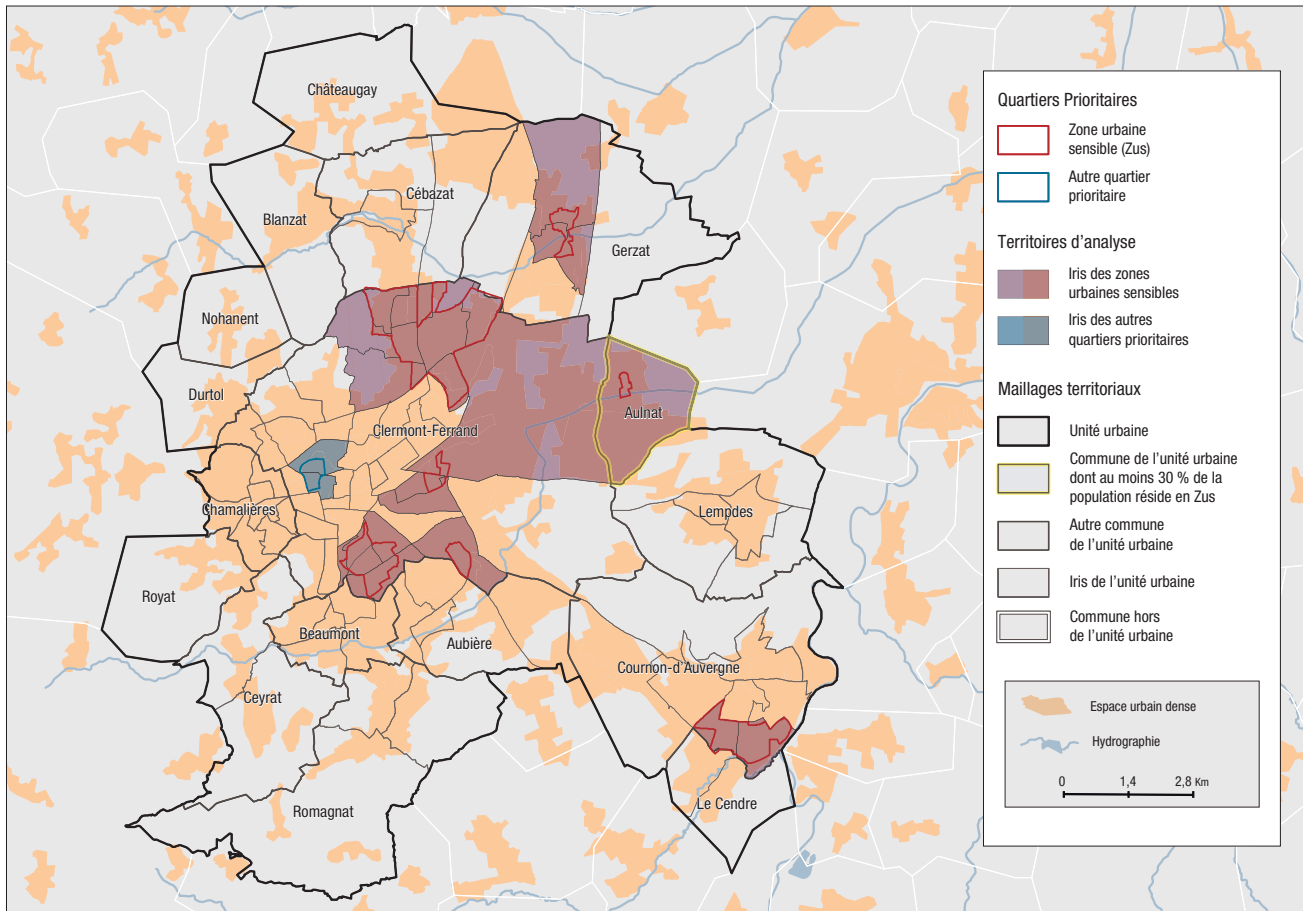 Châteaugay
Cébazat
Blanzat
Gerzat
Nohanent
Durtol
Clermont-Ferrand
Aulnat
Chamalières
Lempdes
Royat
Beaumont
Aubière
Cournon-d'Auvergne
Ceyrat
Le Cendre
Romagnat
Quartiers Prioritaires
Zone urbaine
sensible (Zus)
Autre quartier
prioritaire
Territoires d'analyse
Iris des zones
urbaines sensibles
Iris des autres
quartiers prioritaires
Maillages territoriaux
Unité urbaine
Commune de l'unité urbaine
dont au moins 30 % de la
population réside en Zus
Autre commune
de l'unité urbaine
Iris de l'unité urbaine
Commune hors
de l'unité urbaine
Espace urbain dense
Hydrographie
0 1,4 2,8 Km